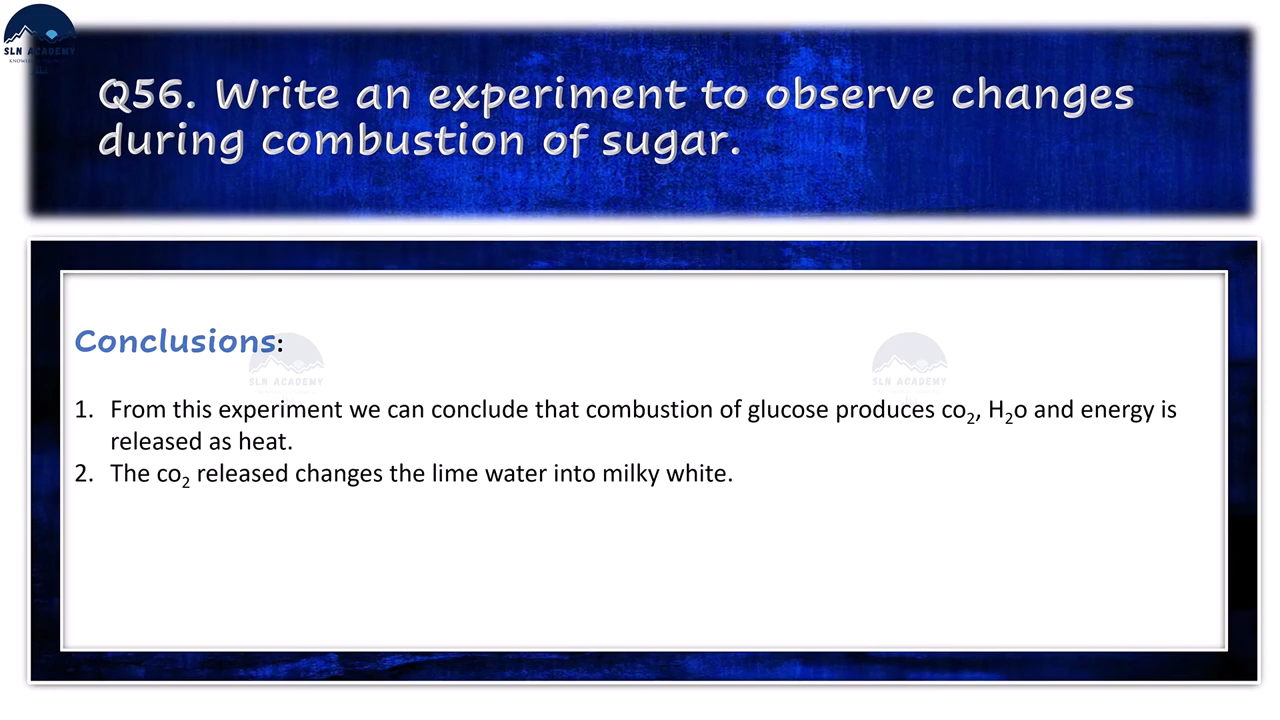 SLN ACADEMY
Q56. Write an experiment to observe changes
during combustion of sugar.
Conclusions:
SLN ACADEMY
SLN ACADEMY
1. From this experiment we can conclude that combustion of glucose produces co₂, H₂o and energy is
released as heat.
2. The co₂ released changes the lime water into milky white.